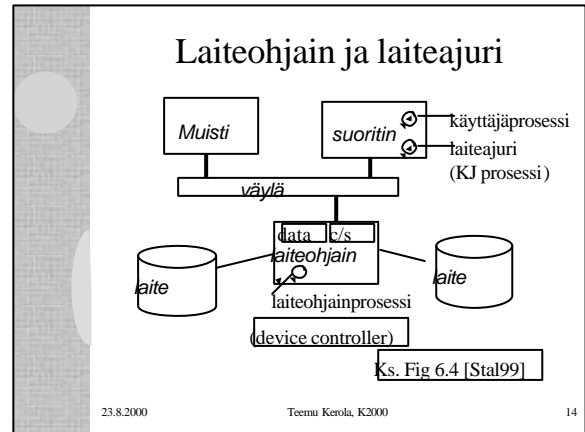 Laiteohjain ja laiteajuri
Muisti
suoritin
käyttäjäprosessi
laiteajuri
(KJ prosessi)
väylä
data c/s
laiteohjain
laite
laite
laiteohjainprosessi
(device controller)
Ks. Fig 6.4 [Stal99]
23.8.2000
Teemu Kerola, K2000
14